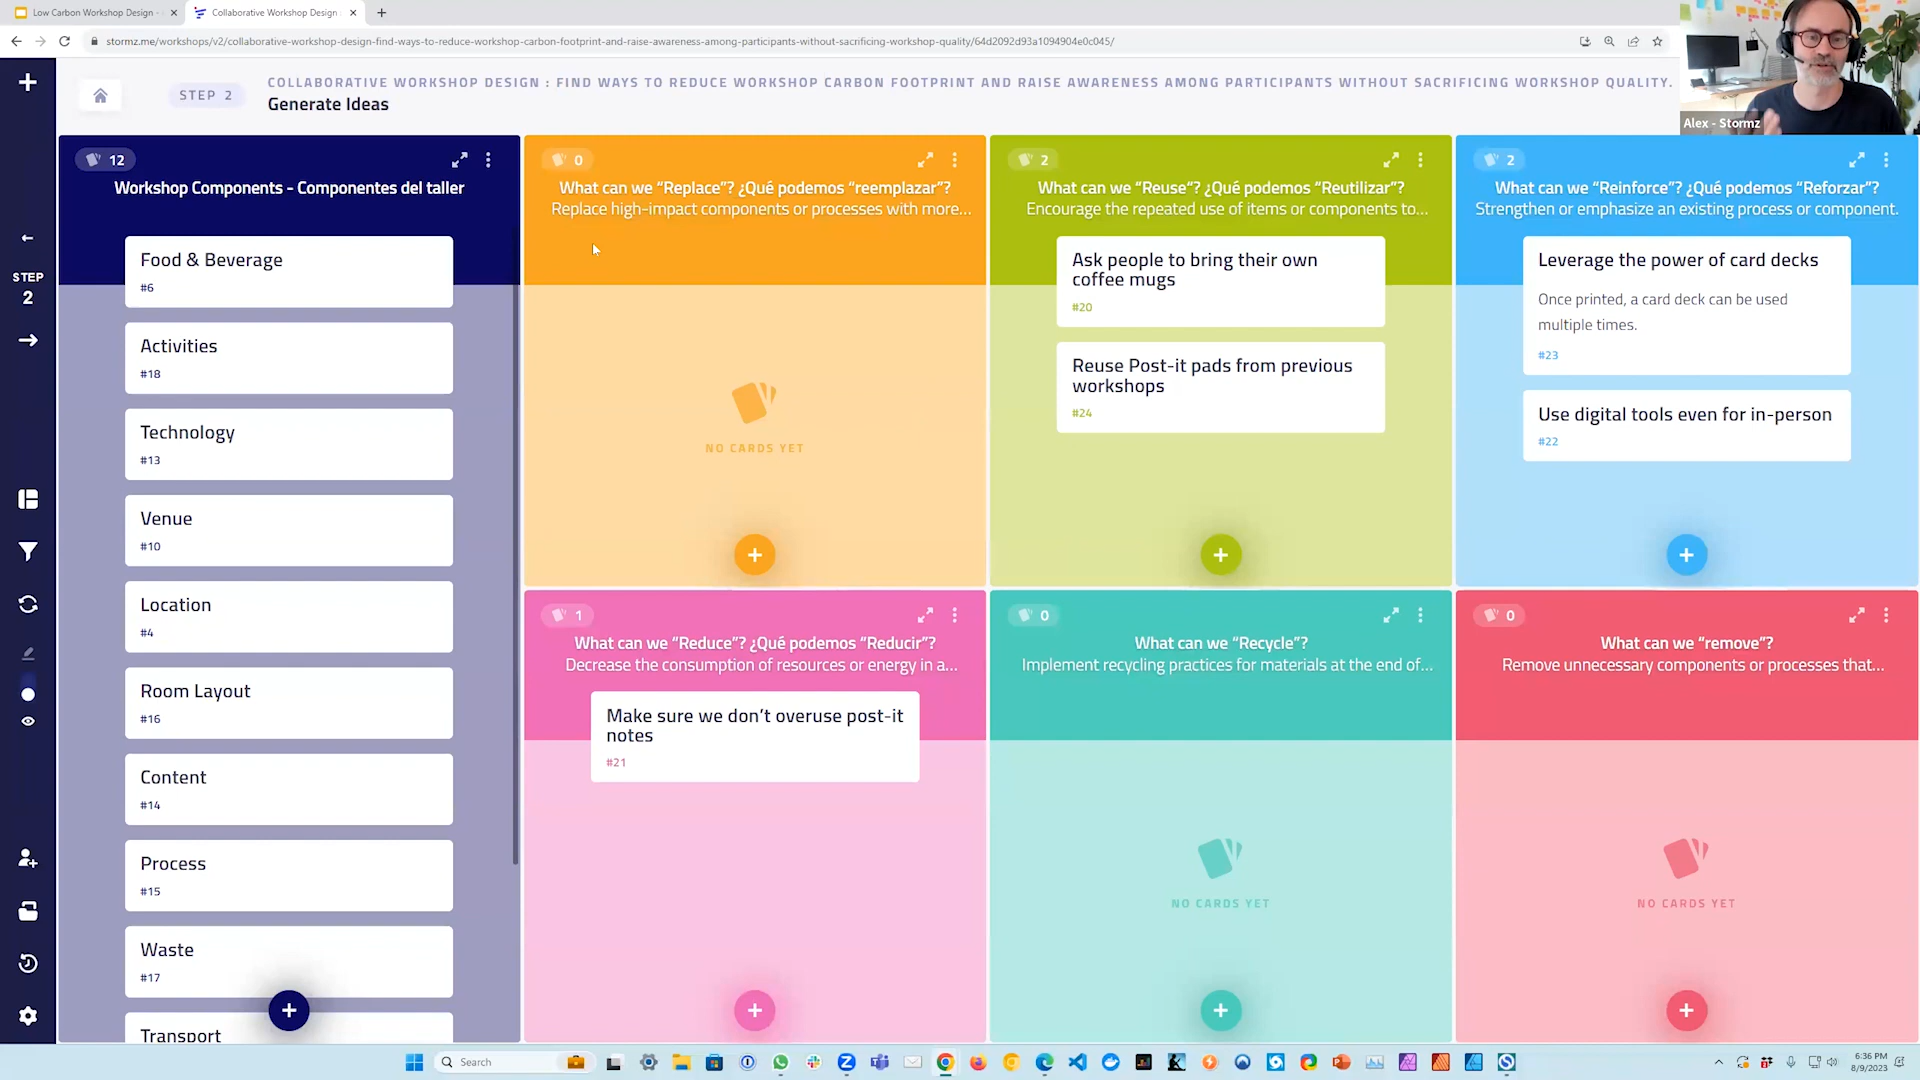 Low Carbon Workshop Design -
Collaborative Workshop Design
stormz.me/workshops/v2/collaborative-workshop-design-find-ways-to-reduce-workshop-carbon-footprint-and-raise-awareness-among-participants-without-sacrificing-workshop-quality/64d2092d93a1094904e0c045/
STEP 2
COLLABORATIVE WORKSHOP DESIGN : FIND WAYS TO REDUCE WORKSHOP CARBON FOOTPRINT AND RAISE AWARENESS AMONG PARTICIPANTS WITHOUT SACRIFICING WORKSHOP QUALITY.
Generate Ideas
Alex - Stormz
STEP
2
12
Workshop Components - Componentes del taller
Food & Beverage
#6
Activities
#18
Technology
#13
Venue
#10
Location
#4
Room Layout
#16
Content
#14
Process
#15
Waste
#17
Transport
0
What can we “Replace”? ¿Qué podemos “reemplazar”?
Replace high-impact components or processes with more...
NO CARDS YET
2
What can we “Reuse“? ¿Qué podemos “Reutilizar”?
Encourage the repeated use of items or components to...
Ask people to bring their own
coffee mugs
#20
Reuse Post-it pads from previous
workshops
#24
2
What can we “Reinforce”? ¿Qué podemos “Reforzar”?
Strengthen or emphasize an existing process or component.
Leverage the power of card decks
Once printed, a card deck can be used
multiple times.
#23
Use digital tools even for in-person
#22
1
What can we “Reduce”? ¿Qué podemos “Reducir”?
Decrease the consumption of resources or energy in a...
Make sure we don’t overuse post-it
notes
#21
0
What can we “Recycle”?
Implement recycling practices for materials at the end of...
NO CARDS YET
0
What can we “remove”?
Remove unnecessary components or processes that...
NO CARDS YET
Search
6:36 PM
8/9/2023